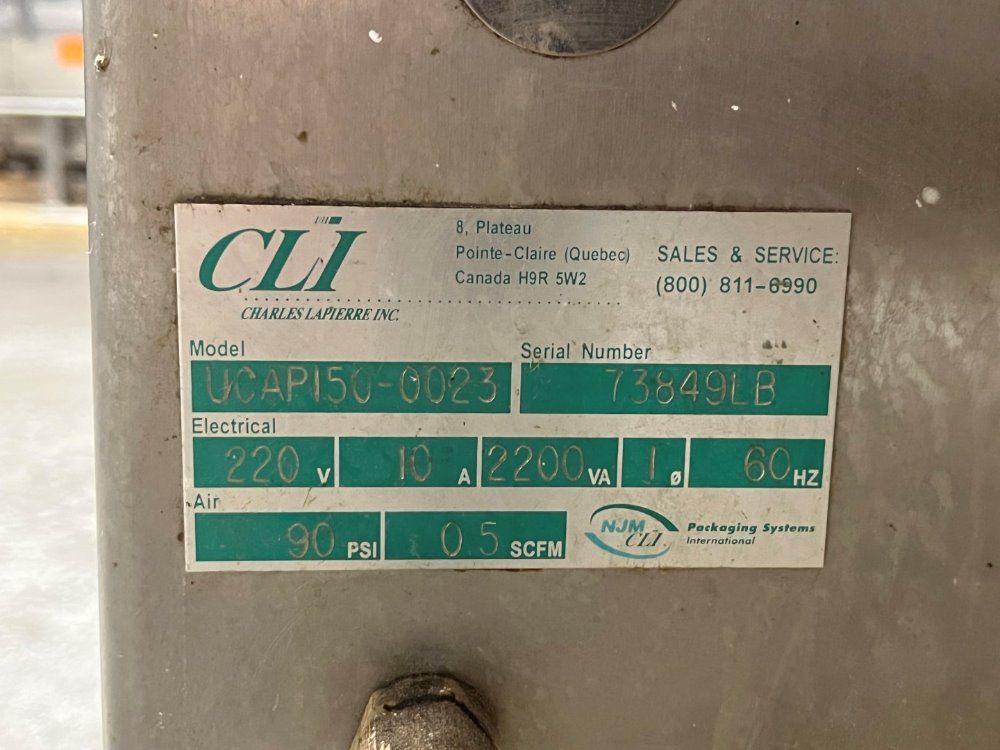 CLI
CHARLES LAPIERRE INC.
8, Plateau
Pointe-Claire (Quebec)
Canada H9R 5W2
SALES & SERVICE:
(800) 811-6990
Model
UCAP150-0023
Serial Number
73849LB
Electrical
220 V 10 A 2200 VA 1 ø 60 HZ
Air
90 PSI 0.5 SCFM
NJM
CLI
Packaging Systems
International